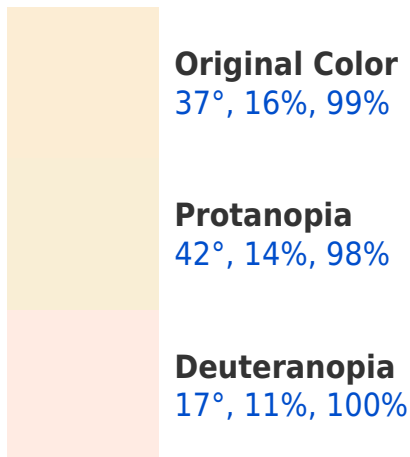 Original Color
37°, 16%, 99%
Protanopia
42°, 14%, 98%
Deuteranopia
17°, 11%, 100%